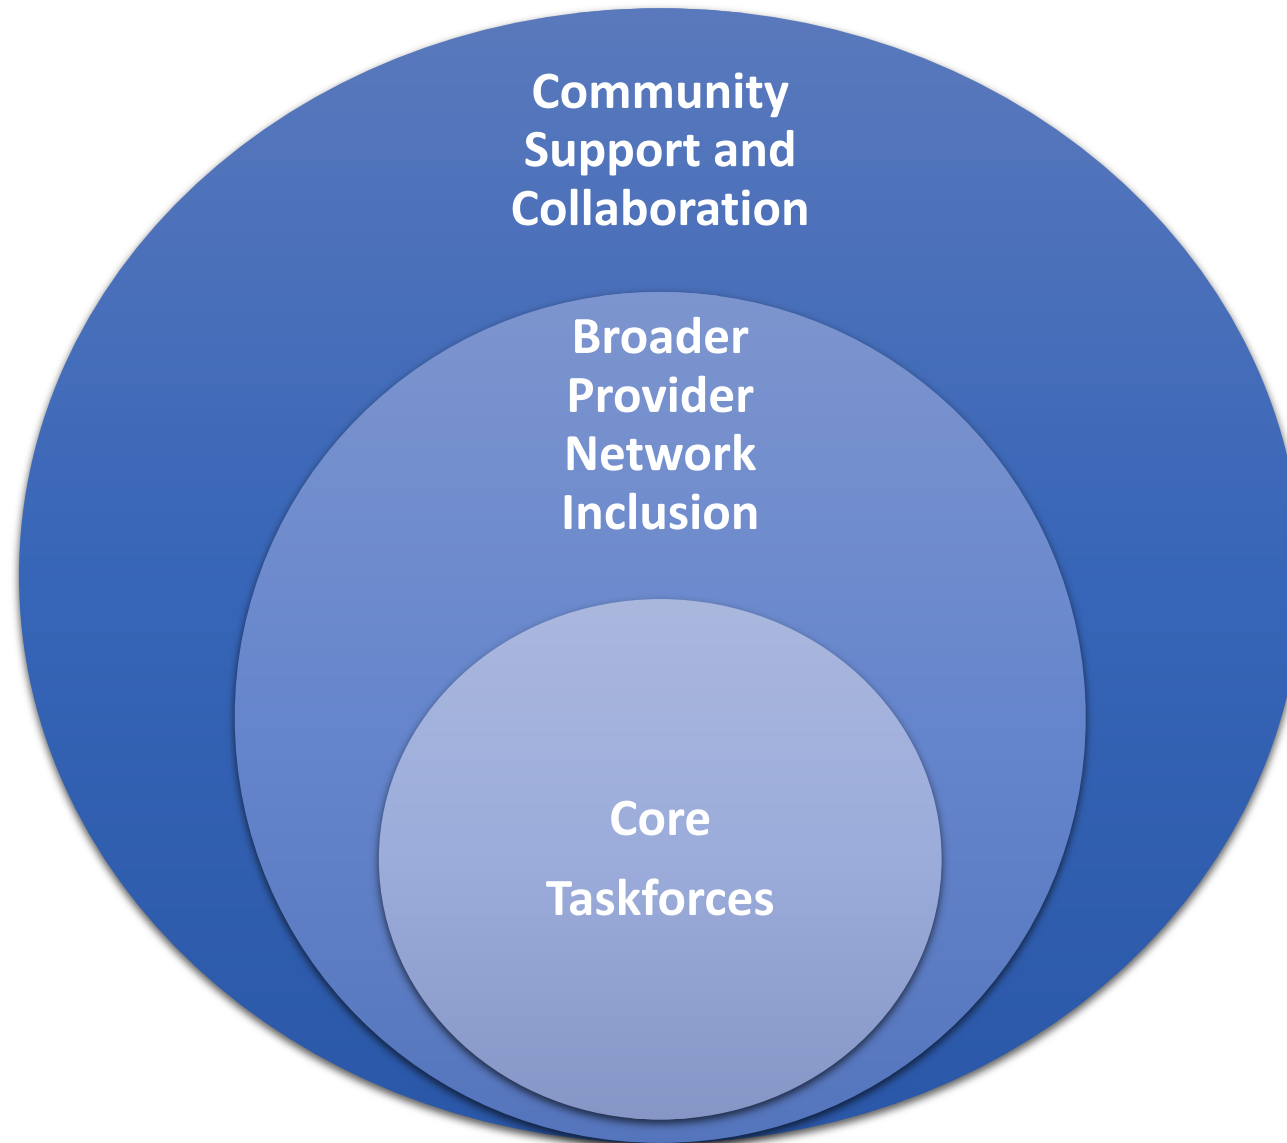 Community
Support and
Collaboration
Broader
Provider
Network
Inclusion
Core
Taskforces